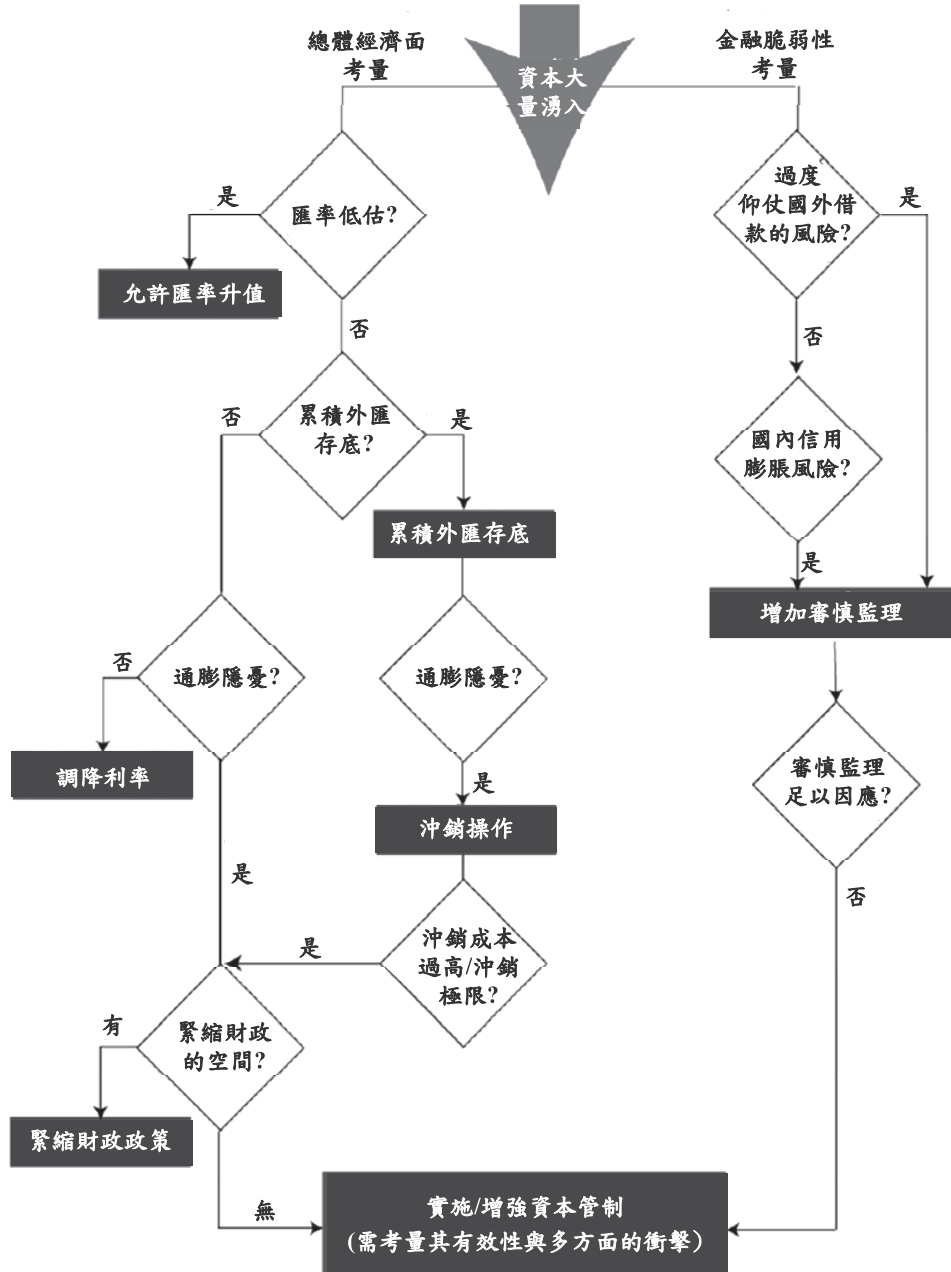 總體經濟面
考量
資本大
量湧入
金融脆弱性
考量
匯率低估?
是
允許匯率升值
否
過度
仰仗國外借
款的風險?
是
否
累積外匯
存底?
否
是
累積外匯存底
國內信用
膨脹風險?
是
增加審慎監理
通膨隱憂?
否
調降利率
是
通膨隱憂?
是
沖銷操作
沖銷成本
過高/沖銷
極限?
是
審慎監理
足以因應?
否
緊縮財政
的空間?
有
緊縮財政政策
無
實施/增強資本管制
(需考量其有效性與多方面的衝擊)